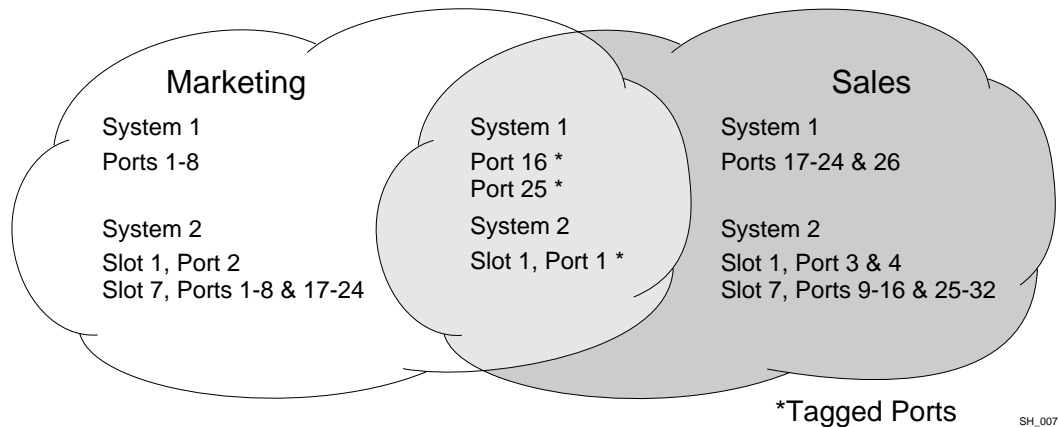 Marketing
System 1
Ports 1-8
System 2
Slot 1, Port 2
Slot 7, Ports 1-8 & 17-24
System 1
Port 16 *
Port 25 *
System 2
Slot 1, Port 1 *
Sales
System 1
Ports 17-24 & 26
System 2
Slot 1, Port 3 & 4
Slot 7, Ports 9-16 & 25-32
*Tagged Ports
SH_007